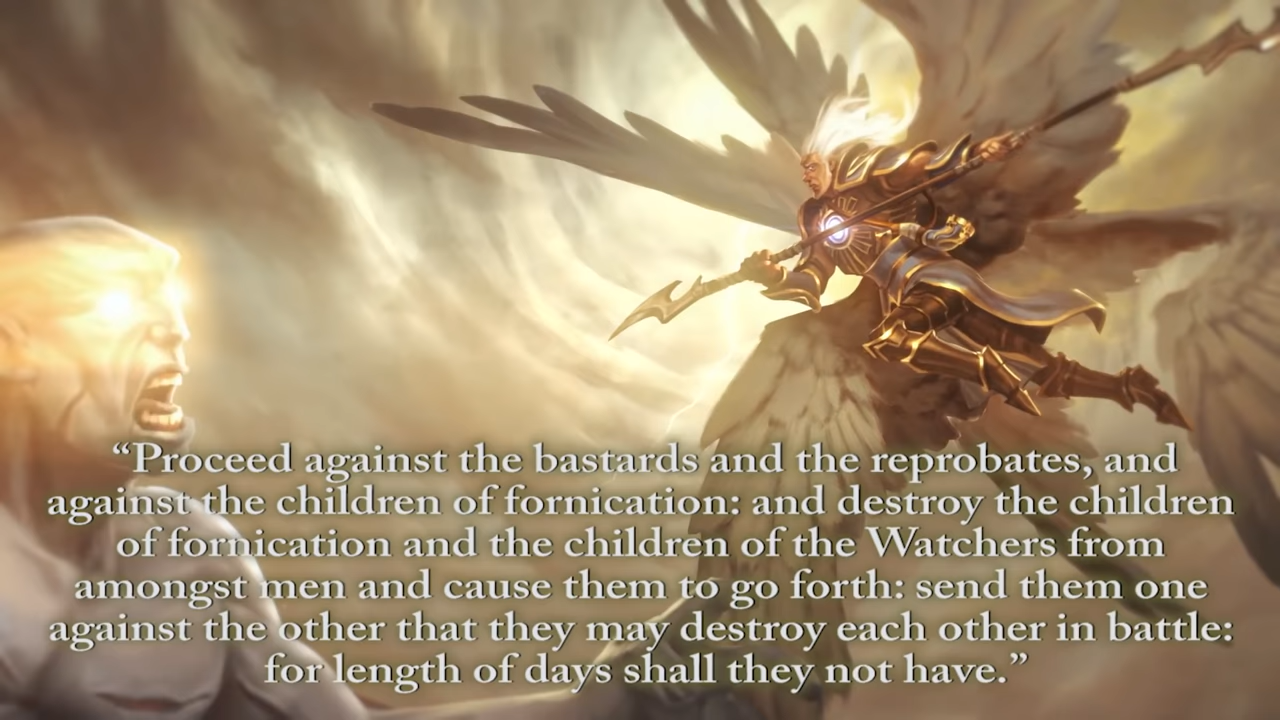 “Proceed against the bastards and the reprobates, and
against the children of fornication: and destroy the children
of fornication and the children of the Watchers from
amongst men and cause them to go forth: send them one
against the other that they may destroy each other in battle:
for length of days shall they not have.”